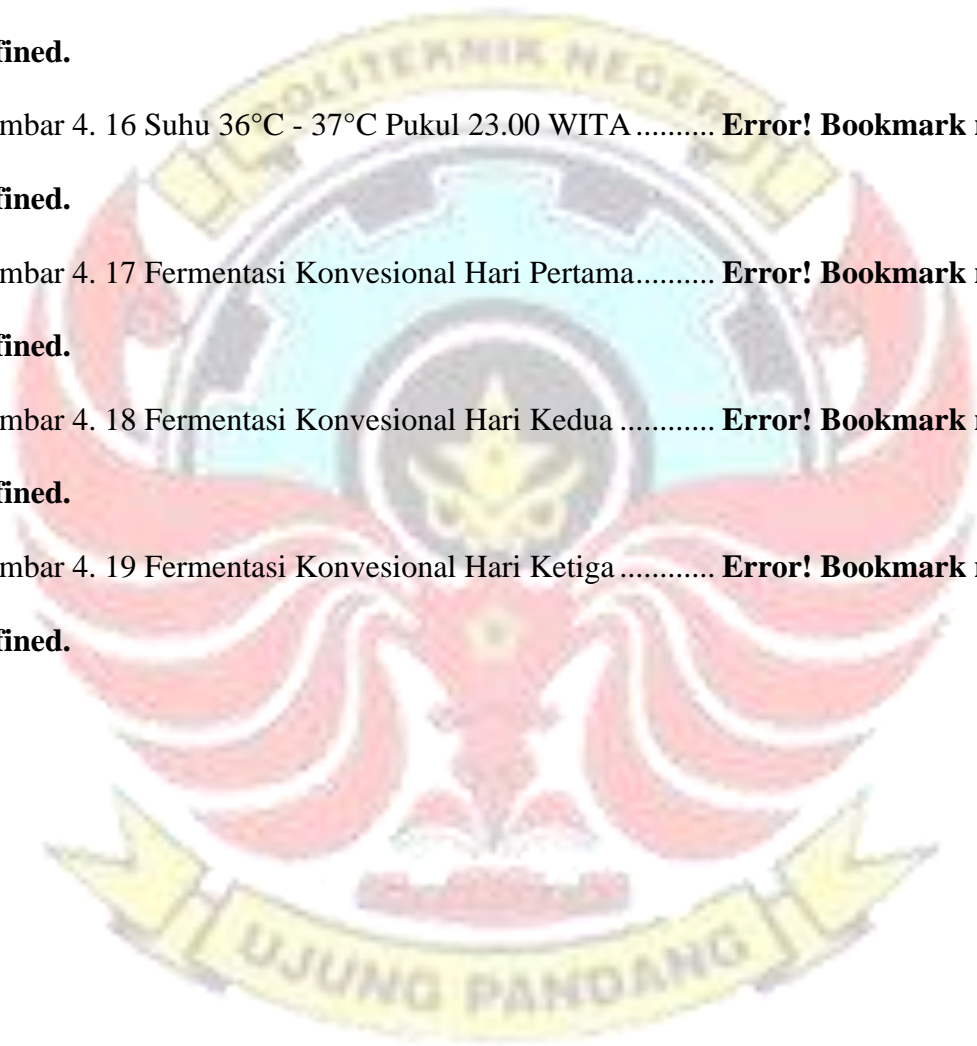 fined.
POLITEKNIK NEGERI
mbar 4. 16 Suhu 36°C - 37°C Pukul 23.00 WITA .......... Error! Bookmark
fined.
mbar 4. 17 Fermentasi Konvesional Hari Pertama.......... Error! Bookmark
fined.
mbar 4. 18 Fermentasi Konvesional Hari Kedua ............ Error! Bookmark
fined.
mbar 4. 19 Fermentasi Konvesional Hari Ketiga ............ Error! Bookmark
fined.
UJUNG PANDANG